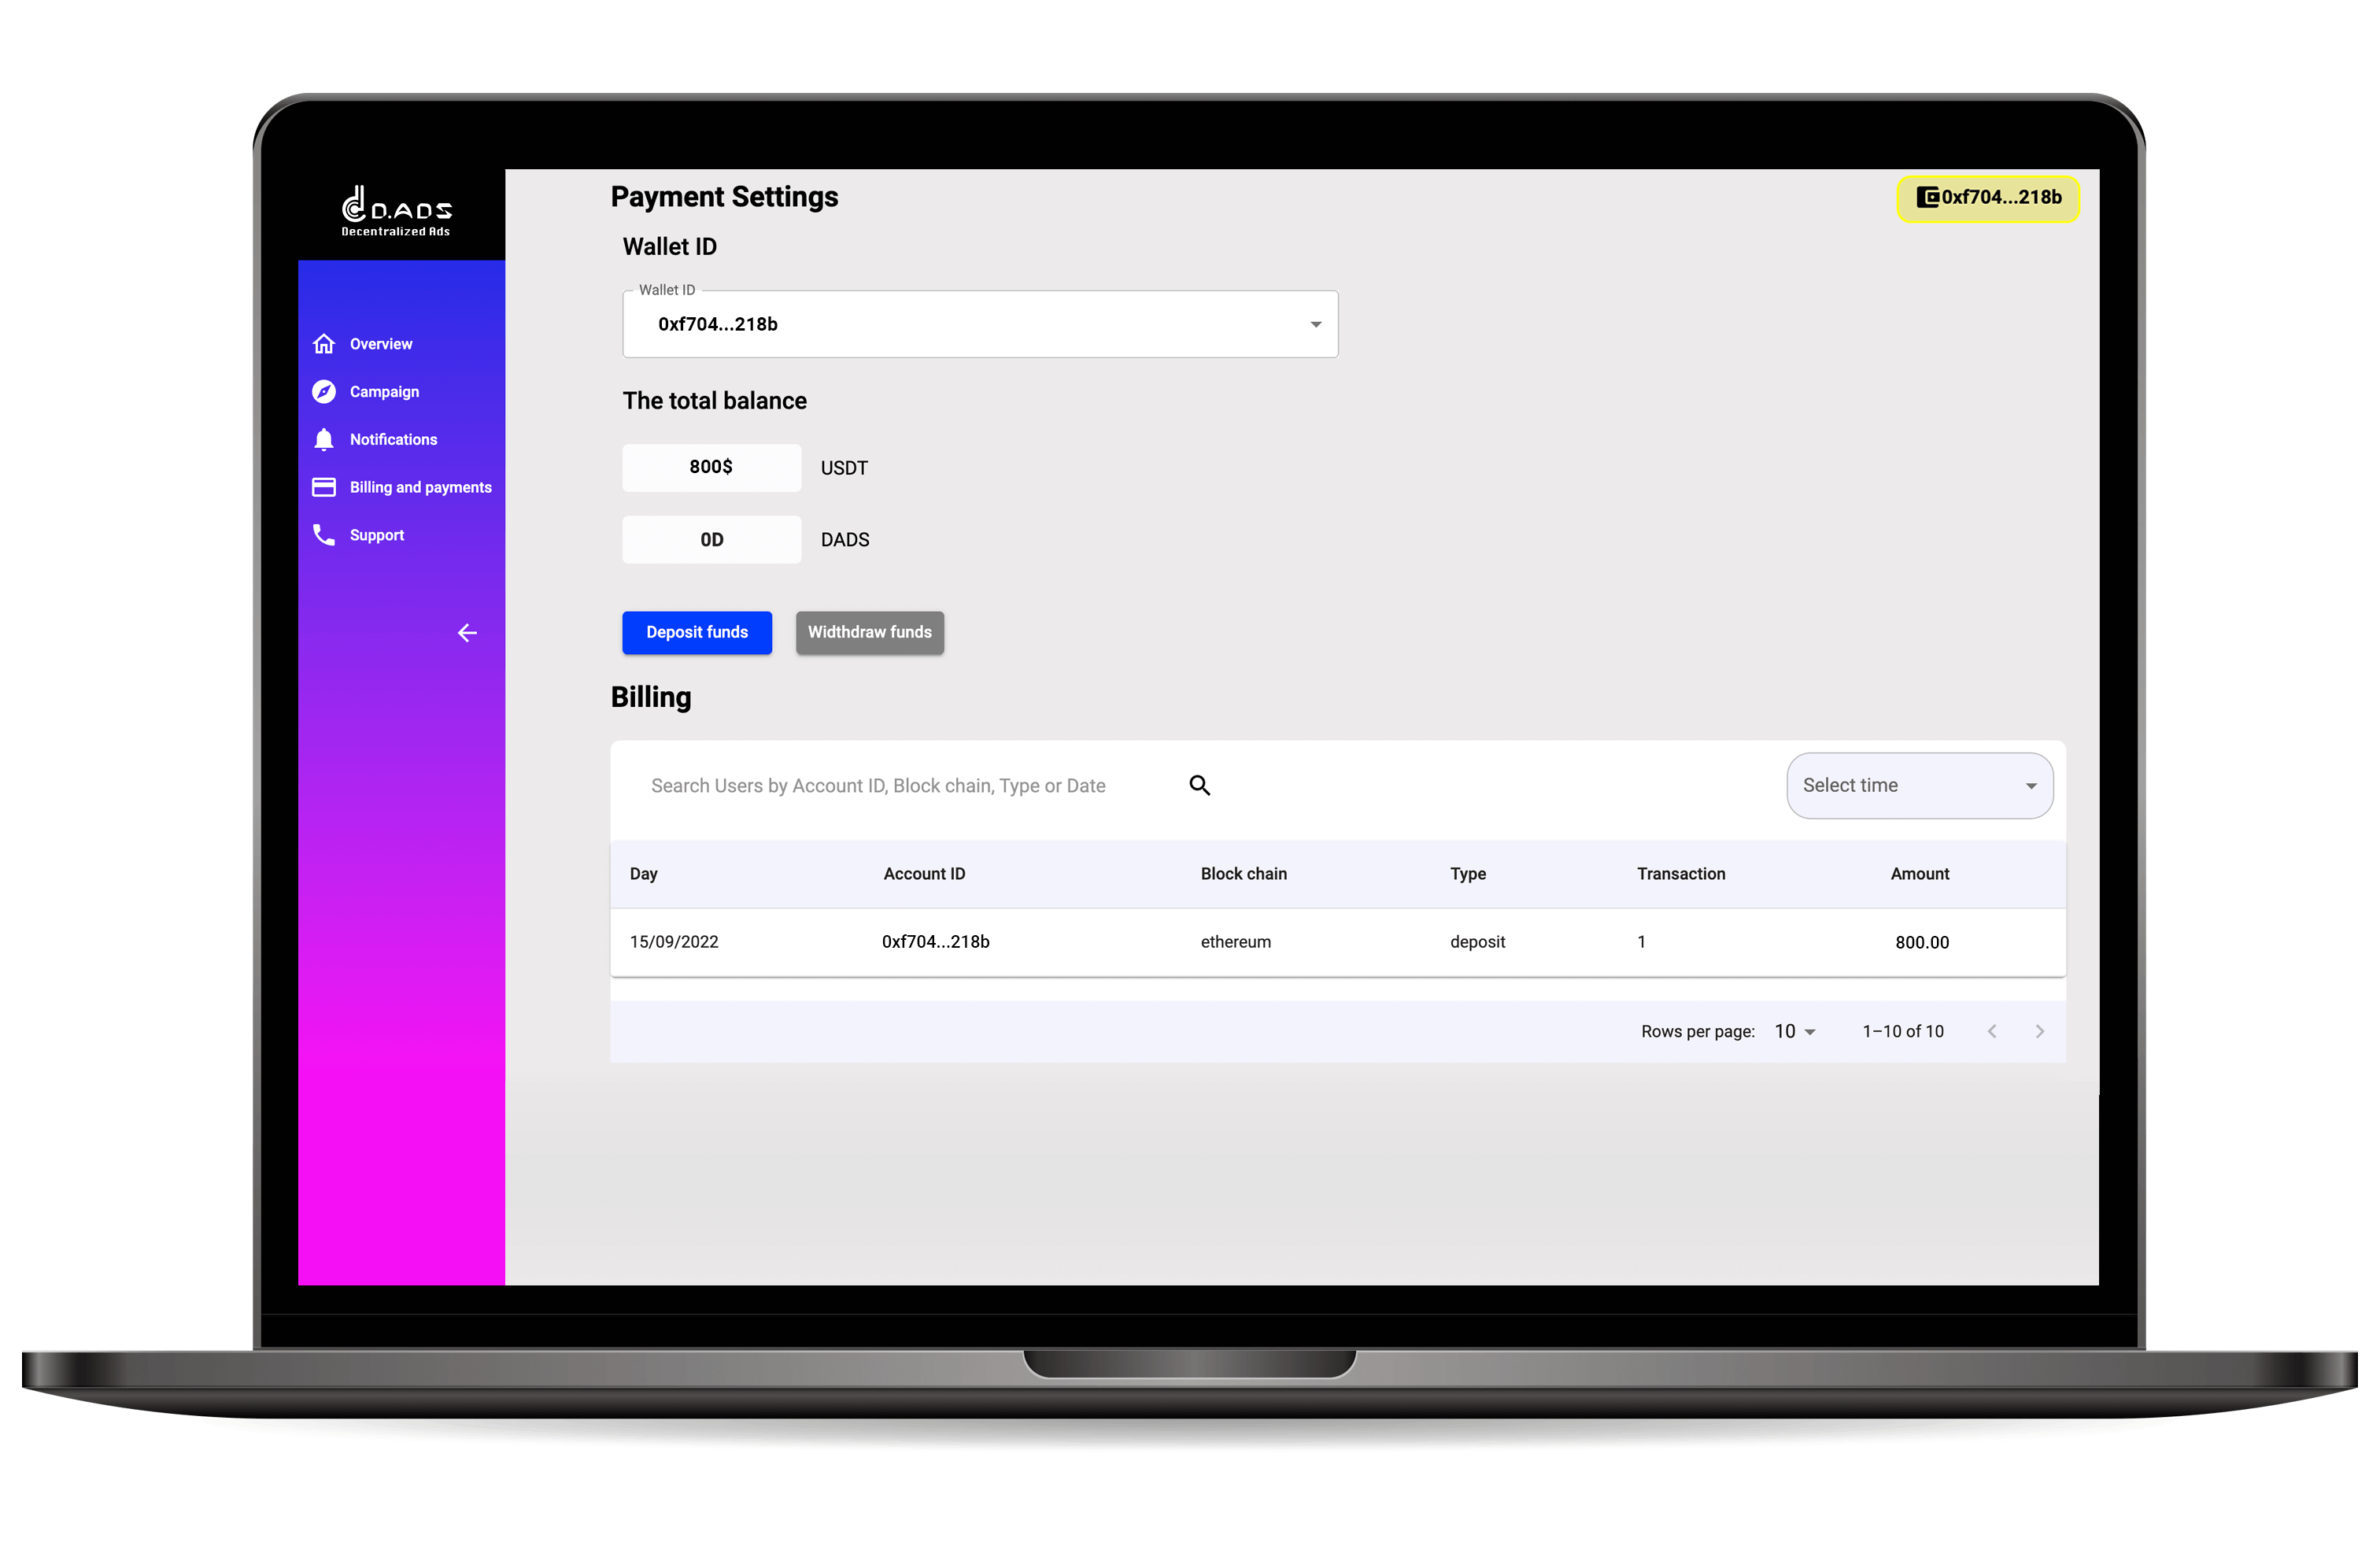 D.ADS
Decentralized Ads
Overview
Campaign
Notifications
Billing and payments
Support
Payment Settings
0xf704...218b
Wallet ID
Wallet ID
0xf704...218b
The total balance
800$ USDT
0D DADS
Deposit funds Widthdraw funds
Billing
Search Users by Account ID, Block chain, Type or Date Select time
Day Account ID Block chain Type Transaction Amount
15/09/2022 0xf704...218b ethereum deposit 1 800.00
Rows per page: 10 1–10 of 10